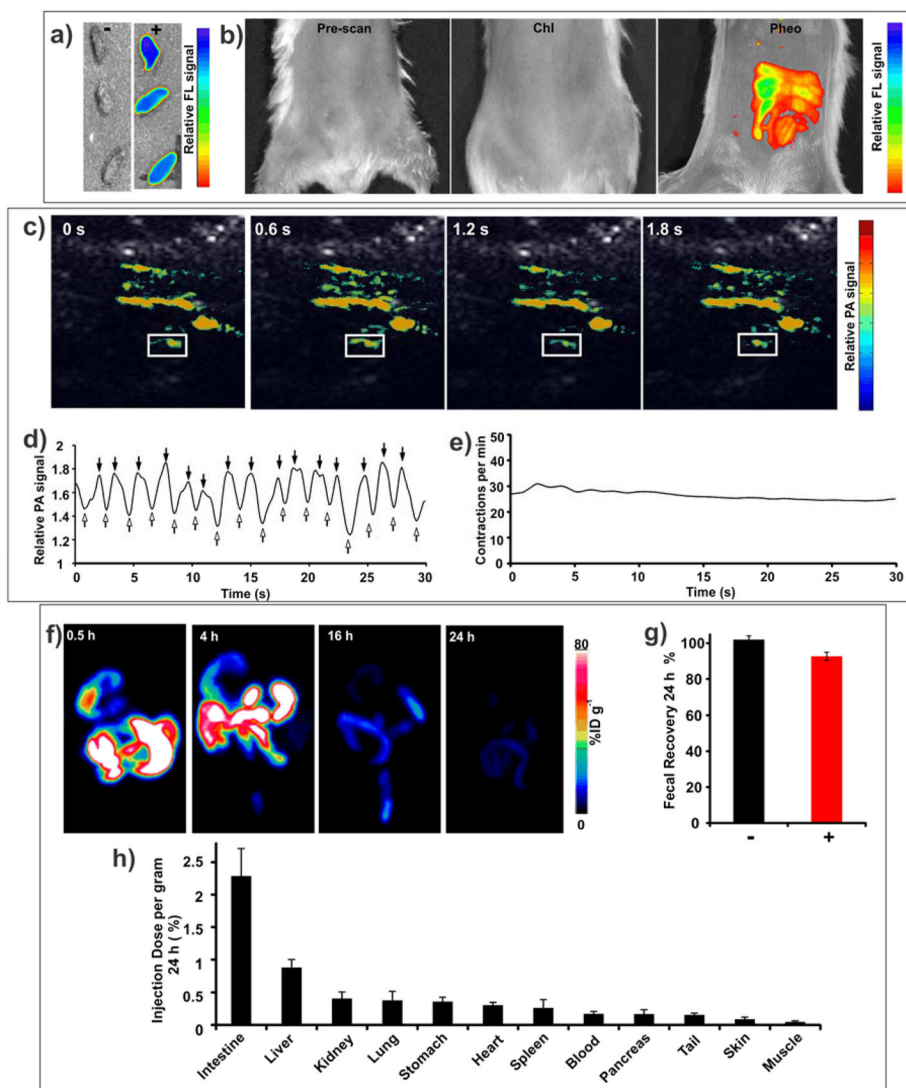 a)
-
+
Relative FL signal
b)
Pre-scan
Chl
Pheo
Relative FL signal
c)
0 s
0.6 s
1.2 s
1.8 s
Relative PA signal
d)
Relative PA signal
2
1.8
1.6
1.4
1.2
1
0 5 10 15 20 25 30
Time (s)
e)
Contractions per min
50
40
30
20
10
0
0 5 10 15 20 25 30
Time (s)
f)
0.5 h
4 h
16 h
24 h
80
%ID g-1
0
g)
Fecal Recovery 24 h %
100
80
60
40
20
0
-
+
h)
Injection Dose per gram
24 h ( %)
2.5
2
1.5
1
0.5
0
Intestine
Liver
Kidney
Lung
Stomach
Heart
Spleen
Blood
Pancreas
Tail
Skin
Muscle